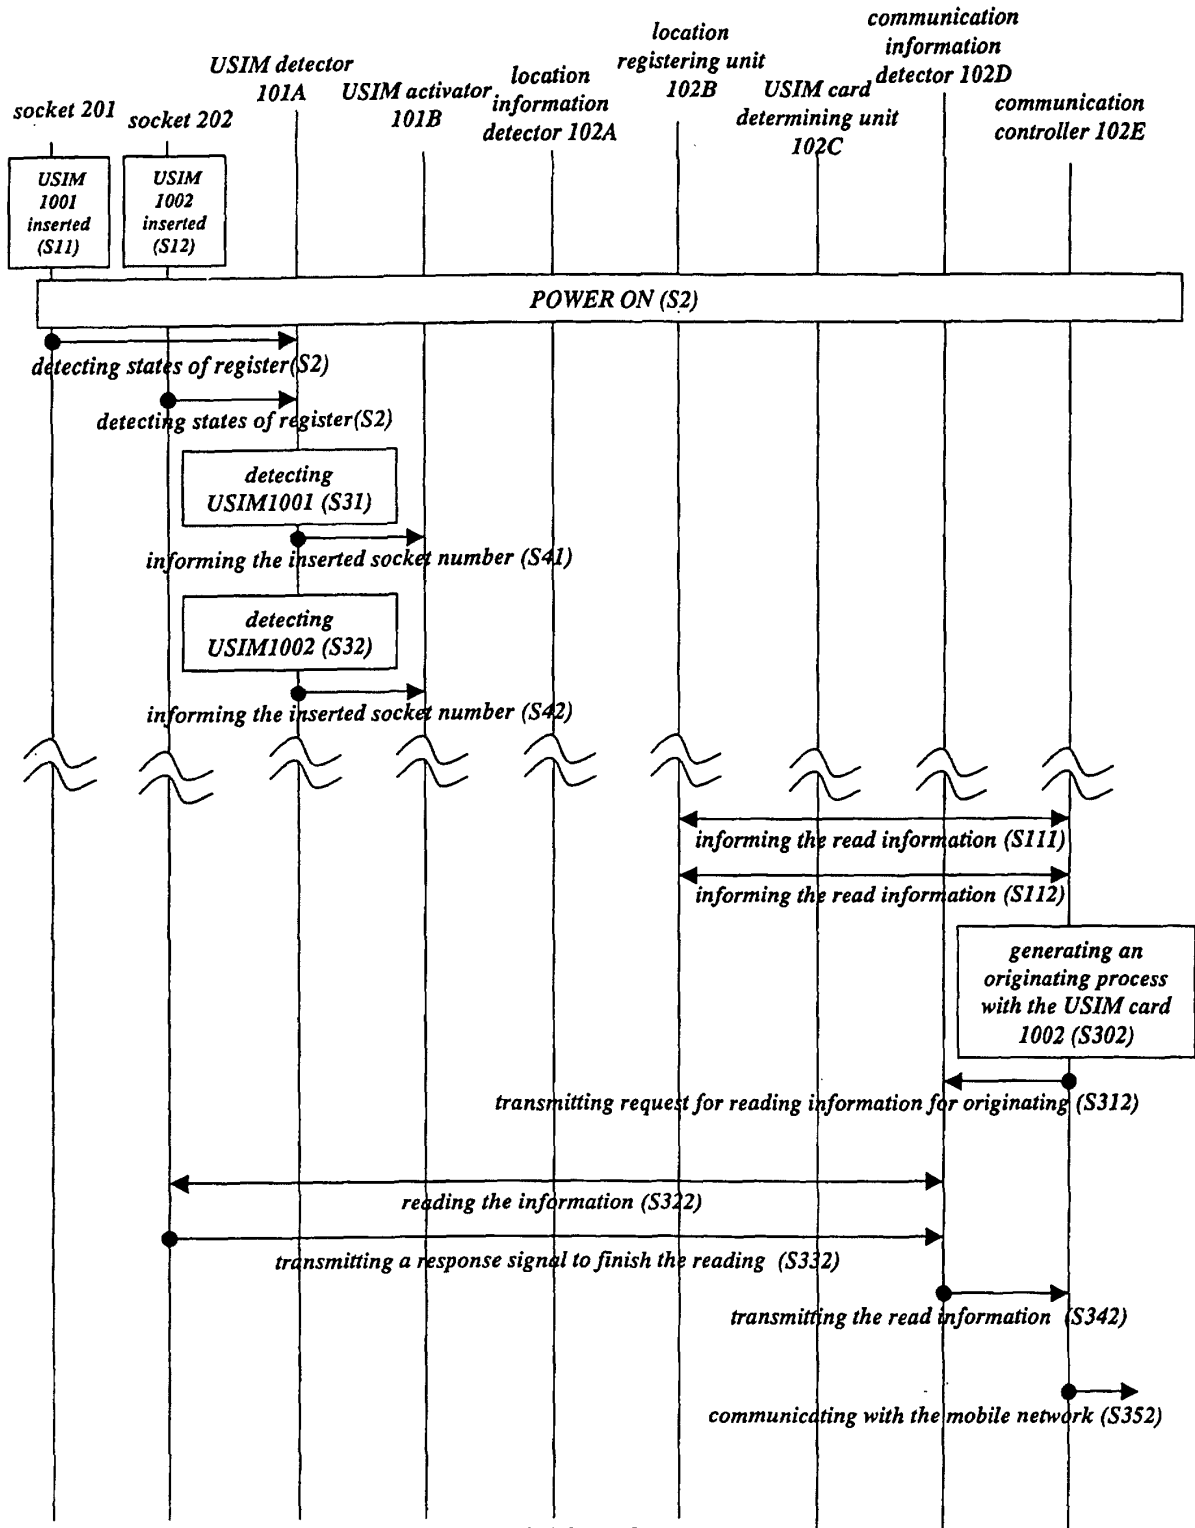 socket 201
socket 202
USIM detector
101A
USIM activator
101B
location
information
detector 102A
location
registering unit
102B
USIM card
determining unit
102C
communication
information
detector 102D
communication
controller 102E
USIM
1001
inserted
(S11)
USIM
1002
inserted
(S12)
POWER ON (S2)
detecting states of register(S2)
detecting states of register(S2)
detecting
USIM1001 (S31)
informing the inserted socket number (S41)
detecting
USIM1002 (S32)
informing the inserted socket number (S42)
informing the read information (S111)
informing the read information (S112)
generating an
originating process
with the USIM card
1002 (S302)
transmitting request for reading information for originating (S312)
reading the information (S322)
transmitting a response signal to finish the reading (S332)
transmitting the read information (S342)
communicating with the mobile network (S352)